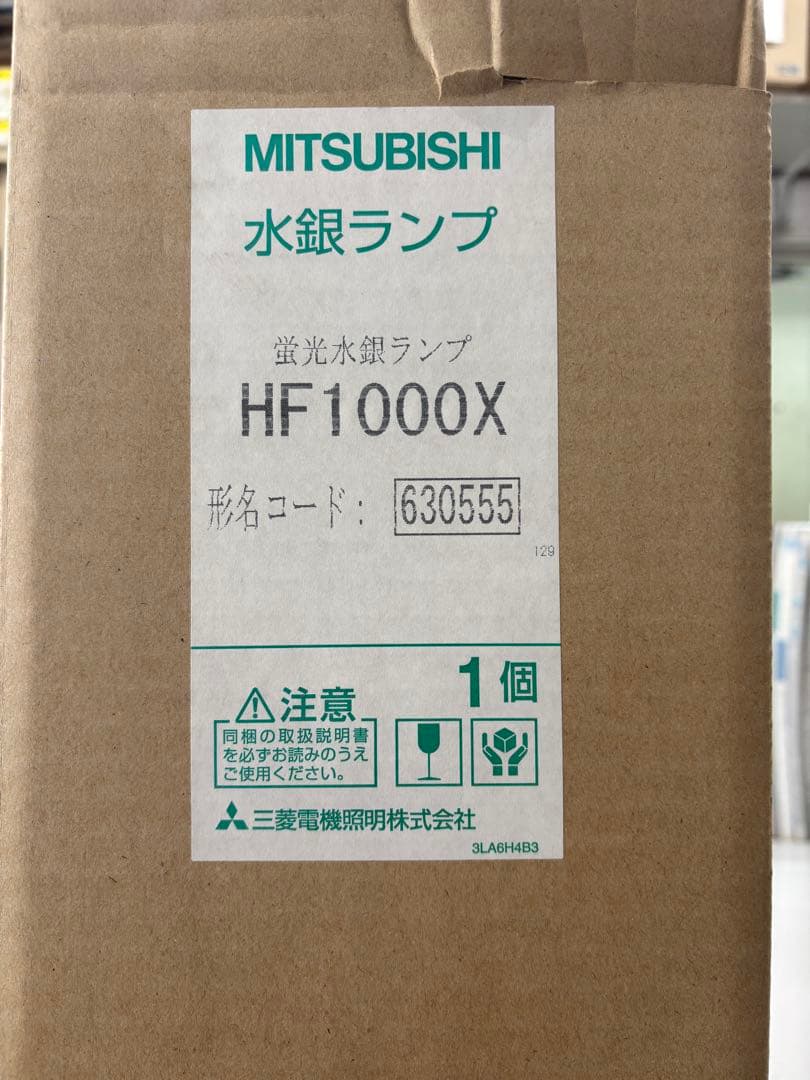 MITSUBISHI
水銀ランプ
蛍光水銀ランプ
HF1000X
形名コード： 630555
129
1個
注意
同梱の取扱説明書
を必ずお読みのうえ
ご使用ください。
三菱電機照明株式会社
3LA6H4B3